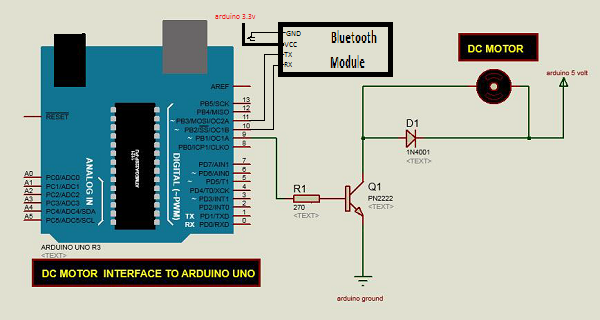 arduino 3.3v
GND
VCC
TX
RX
Bluetooth
Module
DC MOTOR
arduino 5 volt
AREF
RESET
PB5/SCK 13
PB4/MISO 12
~ PB3/MOSI/OC2A 11
~ PB2/SS/OC1B 10
~ PB1/OC1A 9
PB0/ICP1/CLKO 8
PD7/AIN1 7
~ PD6/AIN0 6
~ PD5/T1 5
PD4/T0/XCK 4
~ PD3/INT1 3
PD2/INT0 2
TX PD1/TXD 1
RX PD0/RXD 0
DIGITAL (~PWM)
ANALOG IN
A0 PC0/ADC0
A1 PC1/ADC1
A2 PC2/ADC2
A3 PC3/ADC3
A4 PC4/ADC4/SDA
A5 PC5/ADC5/SCL
ARDUINO UNO R3
<TEXT>
DC MOTOR INTERFACE TO ARDUINO UNO
D1
1N4001
<TEXT>
R1
270
<TEXT>
Q1
PN2222
<TEXT>
arduino ground